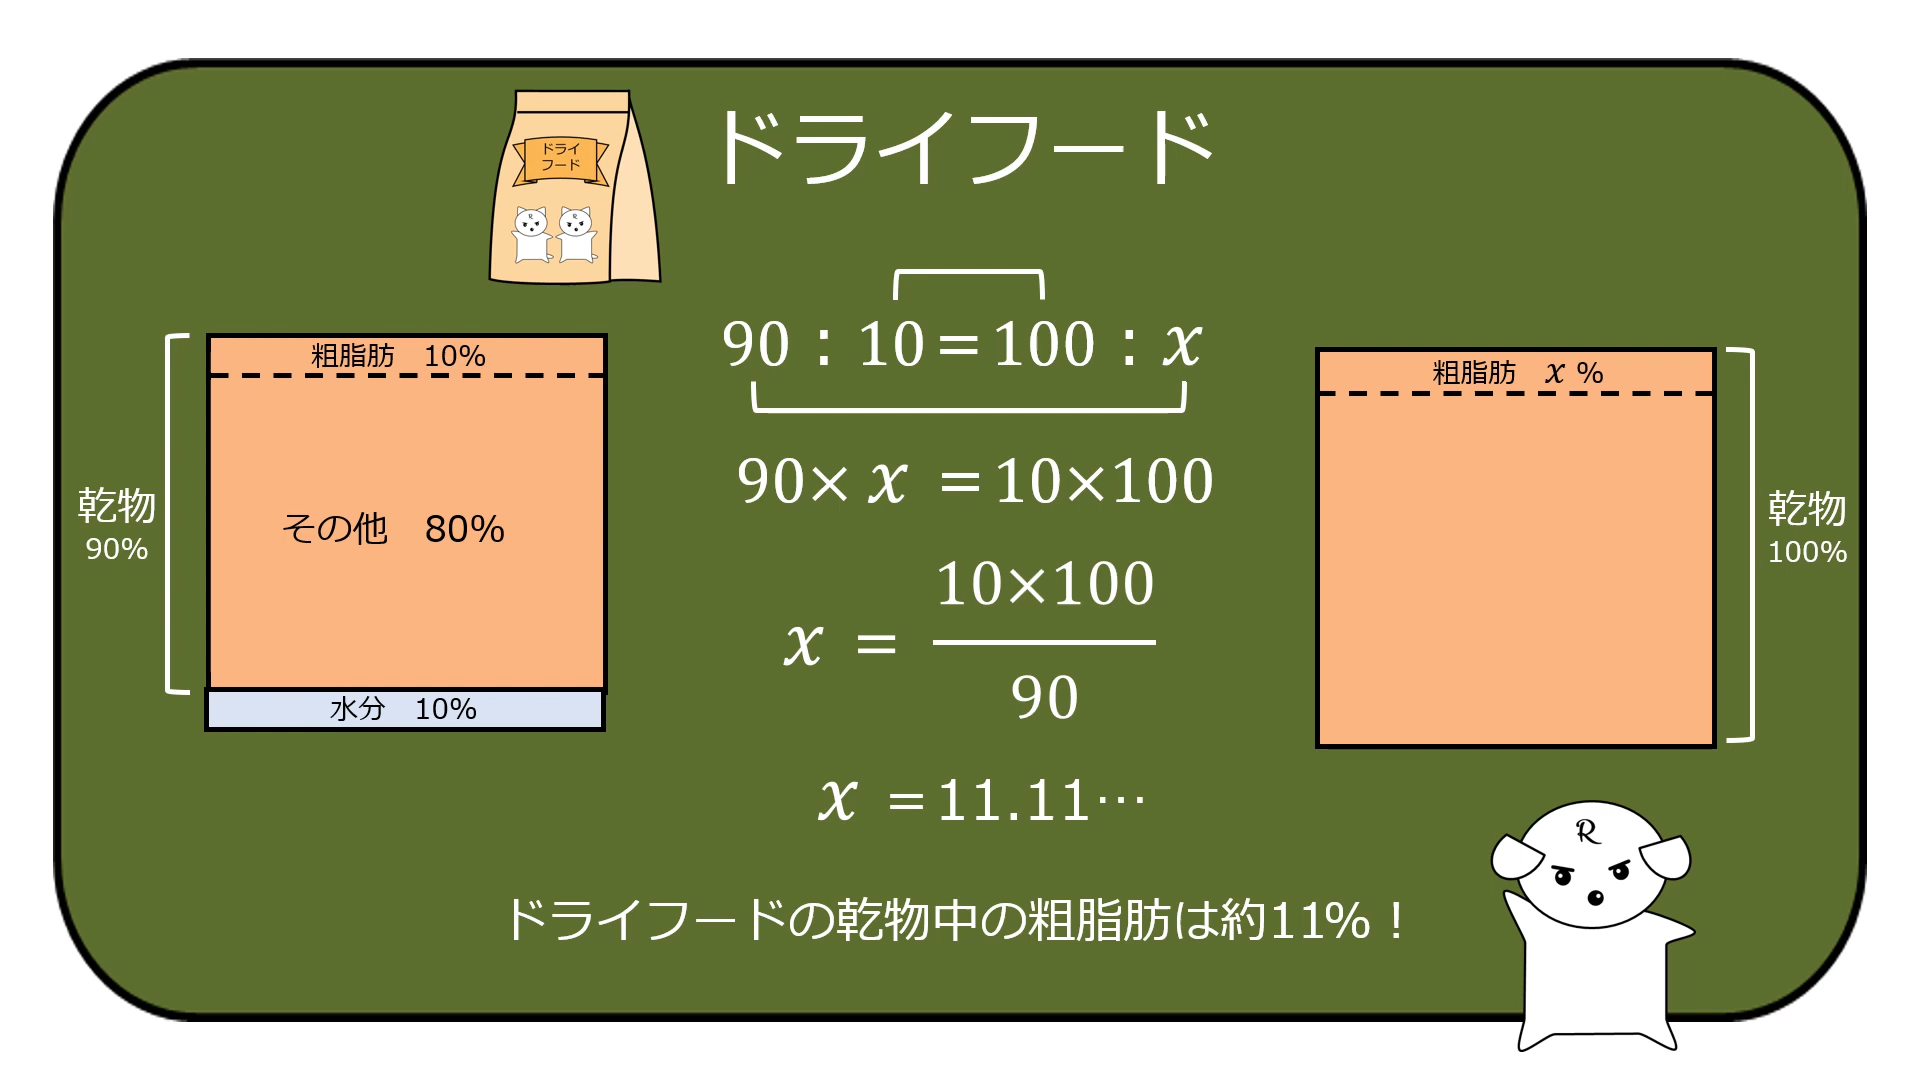 ドライフード
ドライ
フード
R
R
90：10＝100：x
粗脂肪　10%
粗脂肪　x %
90× x ＝10×100
乾物
90%
その他　80%
乾物
100%
x ＝ 10×100
90
水分　10%
x ＝11.11…
R
ドライフードの乾物中の粗脂肪は約11%！